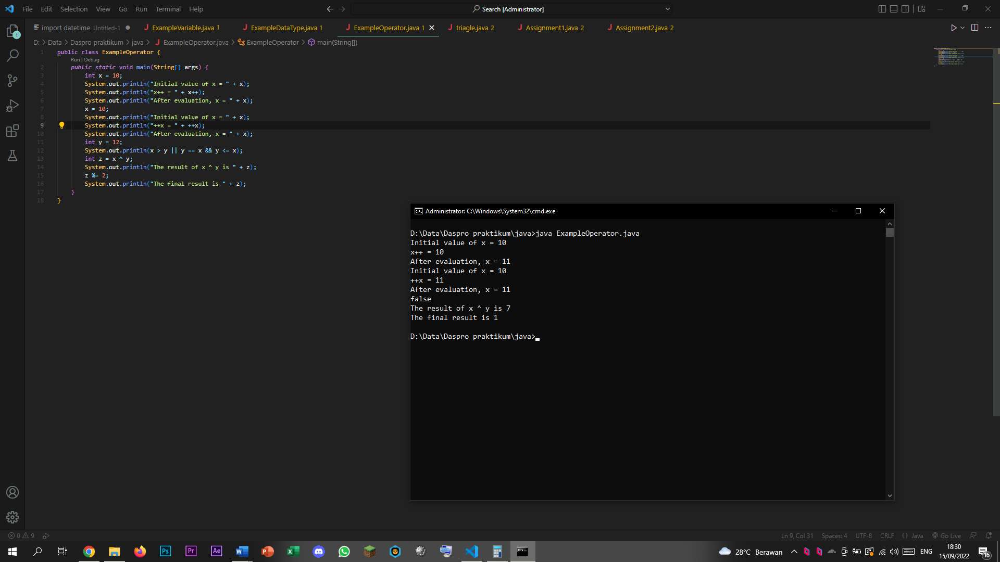 File Edit Selection View Go Run Terminal Help
Search [Administrator]
import datetime Untitled-1
ExampleVariable.java 1
ExampleDataType.java 1
ExampleOperator.java 1
triagle.java 2
Assignment1.java 2
Assignment2.java 2
D: > Data > Daspro praktikum > java > ExampleOperator.java > ExampleOperator > main(String[])
1 public class ExampleOperator {
Run | Debug
2 public static void main(String[] args) {
3 int x = 10;
4 System.out.println("Initial value of x = " + x);
5 System.out.println("x++ = " + x++);
6 System.out.println("After evaluation, x = " + x);
7 x = 10;
8 System.out.println("Initial value of x = " + x);
9 System.out.println("++x = " + ++x);
10 System.out.println("After evaluation, x = " + x);
11 int y = 12;
12 System.out.println(x > y || y == x && y <= x);
13 int z = x ^ y;
14 System.out.println("The result of x ^ y is " + z);
15 z %= 2;
16 System.out.println("The final result is " + z);
17 }
18 }
1
Administrator: C:\Windows\System32\cmd.exe
D:\Data\Daspro praktikum\java>java ExampleOperator.java
Initial value of x = 10
x++ = 10
After evaluation, x = 11
Initial value of x = 10
++x = 11
After evaluation, x = 11
false
The result of x ^ y is 7
The final result is 1
D:\Data\Daspro praktikum\java>
0 9
Ln 9, Col 31 Spaces: 4 UTF-8 CRLF {} Java Go Live
Ps Pr Ae
28°C Berawan
ENG
18:30
15/09/2022
16